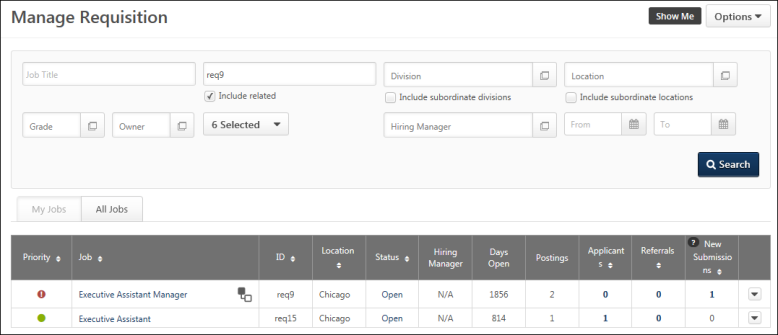 Manage Requisition
Show Me
Options
Job Title
req9
Division
Location
Include related
Include subordinate divisions
Include subordinate locations
Grade
Owner
6 Selected
Hiring Manager
From
To
Search
My Jobs
All Jobs
Priority
Job
ID
Location
Status
Hiring
Manager
Days
Open
Postings
Applicant
s
Referrals
?
New
Submissio
ns
! Executive Assistant Manager req9 Chicago Open N/A 1856 2 0 0 1
Executive Assistant req15 Chicago Open N/A 814 1 1 0 0